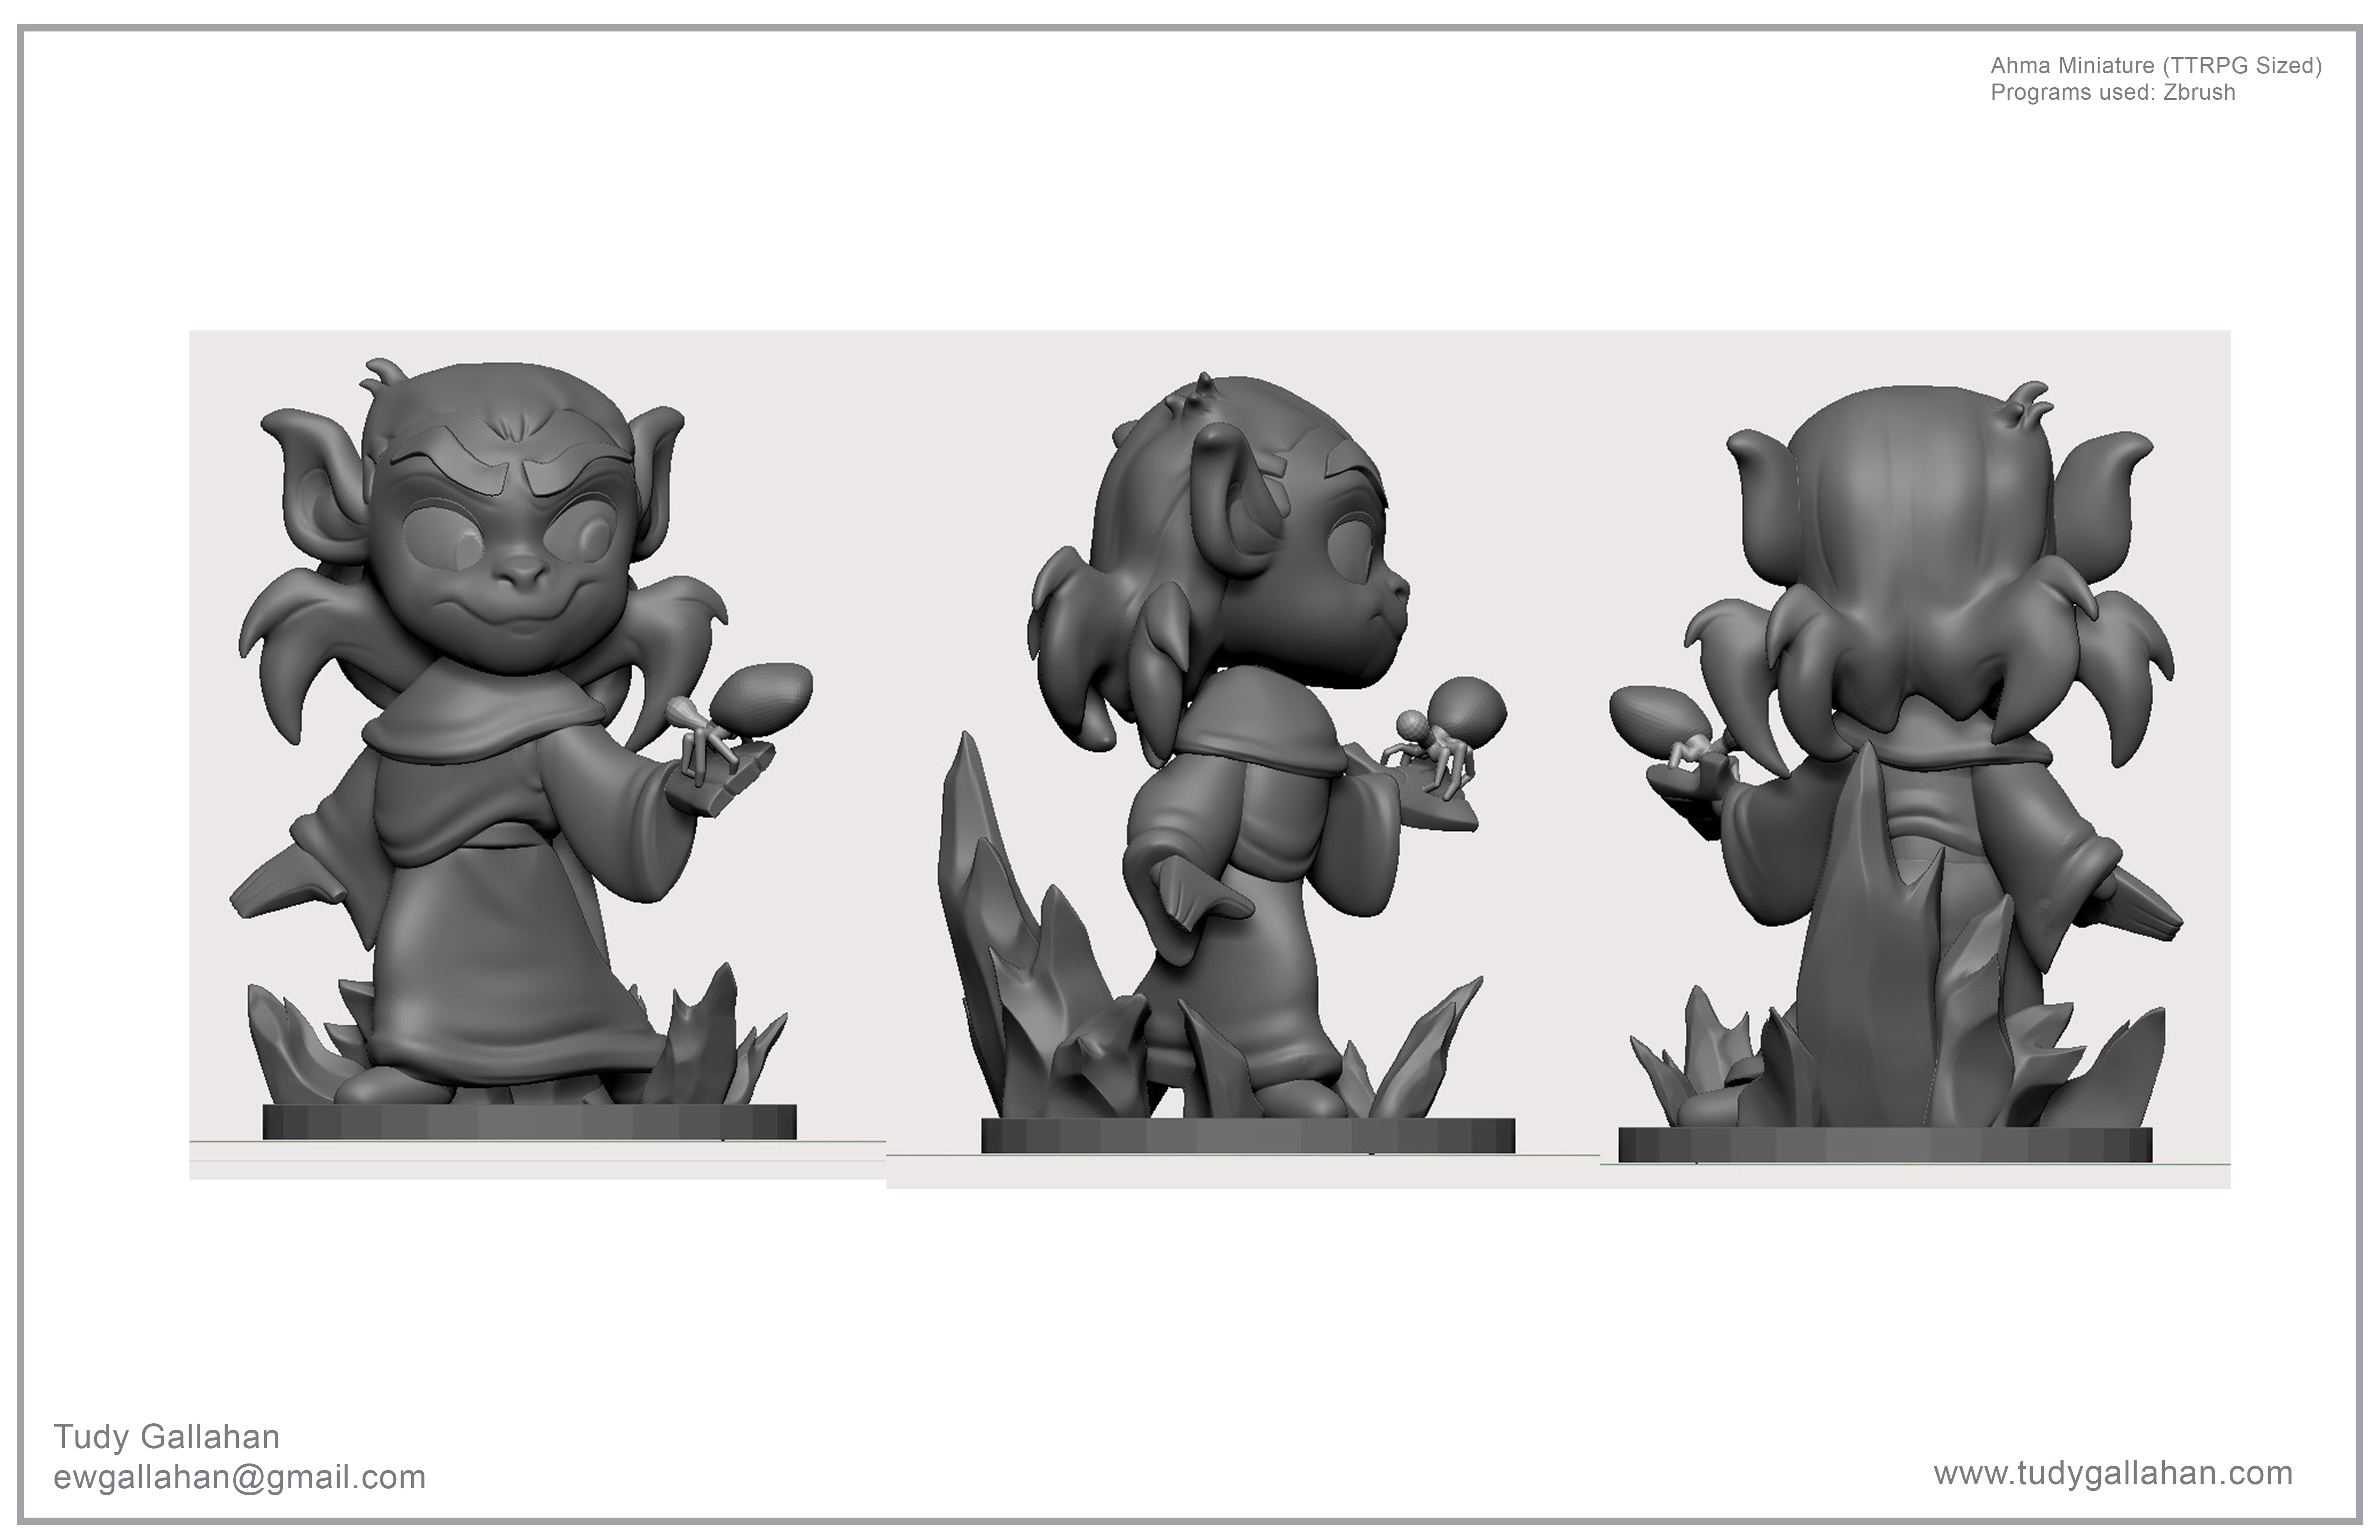 Ahma Miniature (TTRPG Sized)
Programs used: Zbrush
Tudy Gallahan
ewgallahan@gmail.com
www.tudygallahan.com